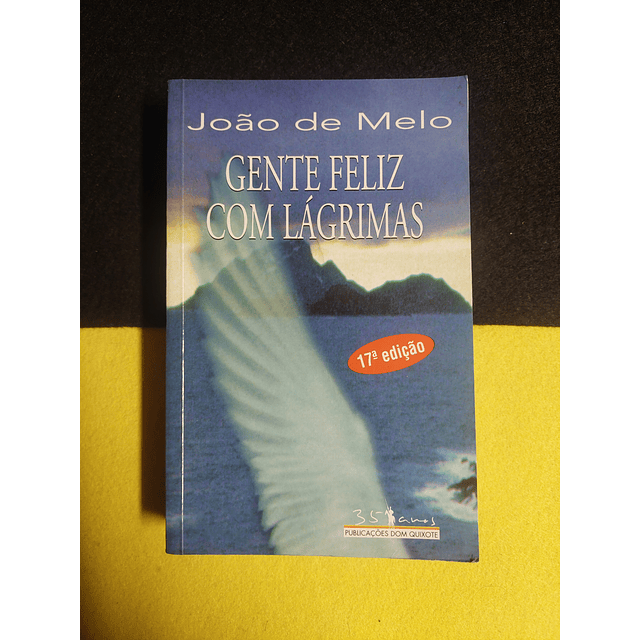 João de Melo
GENTE FELIZ
COM LÁGRIMAS
17ª edição
35 anos
PUBLICAÇÕES DOM QUIXOTE